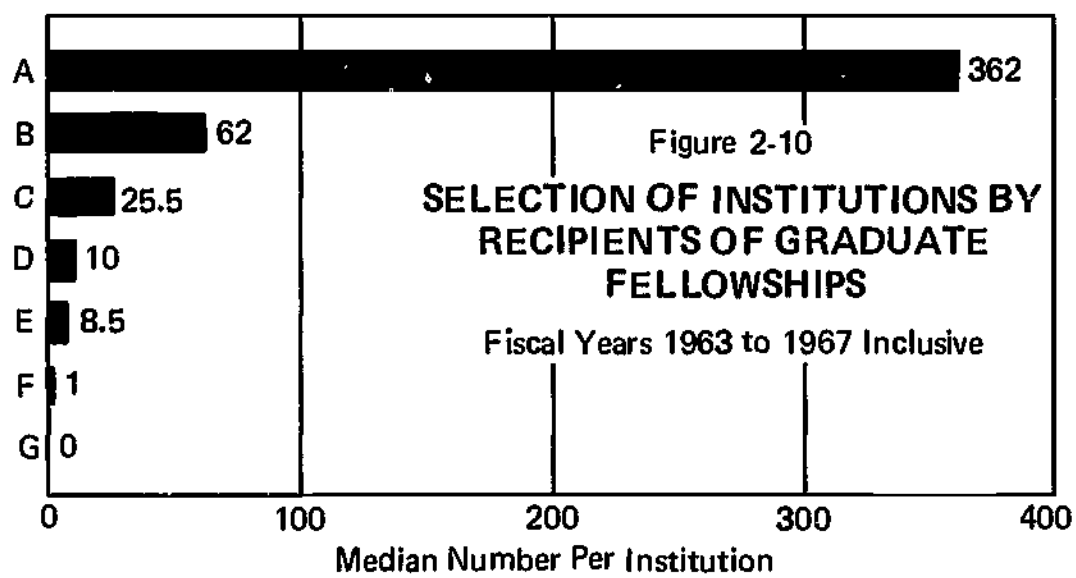 A 362
B 62
Figure 2-10
C 25.5
SELECTION OF INSTITUTIONS BY
RECIPIENTS OF GRADUATE
FELLOWSHIPS
D 10
E 8.5
Fiscal Years 1963 to 1967 Inclusive
F 1
G 0
0 100 200 300 400
Median Number Per Institution